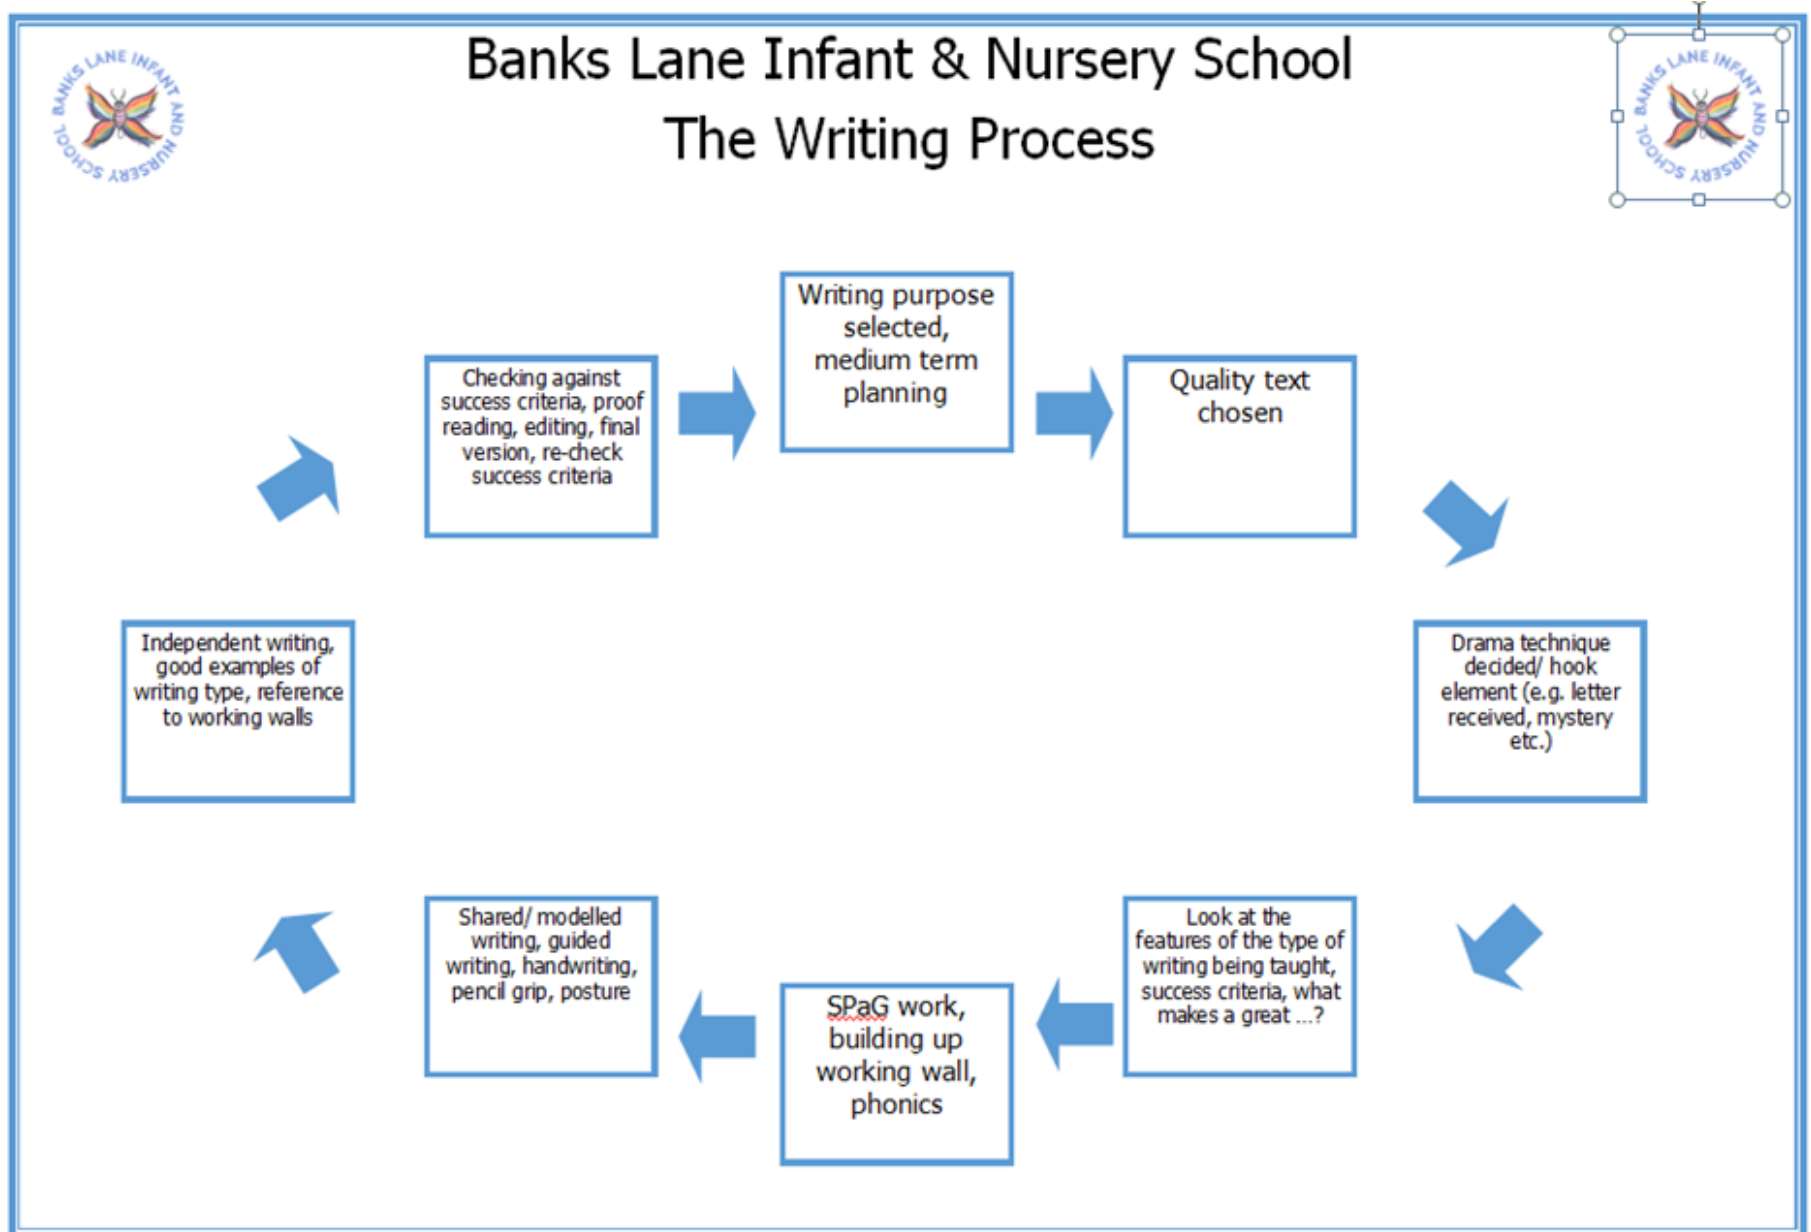 Banks Lane Infant & Nursery School
The Writing Process
BANKS LANE INFANT AND NURSERY SCHOOL
BANKS LANE INFANT AND NURSERY SCHOOL
Writing purpose
selected,
medium term
planning
Quality text
chosen
Drama technique
decided/ hook
element (e.g. letter
received, mystery
etc.)
Look at the
features of the type of
writing being taught,
success criteria, what
makes a great ...?
SPaG work,
building up
working wall,
phonics
Shared/ modelled
writing, guided
writing, handwriting,
pencil grip, posture
Independent writing,
good examples of
writing type, reference
to working walls
Checking against
success criteria, proof
reading, editing, final
version, re-check
success criteria